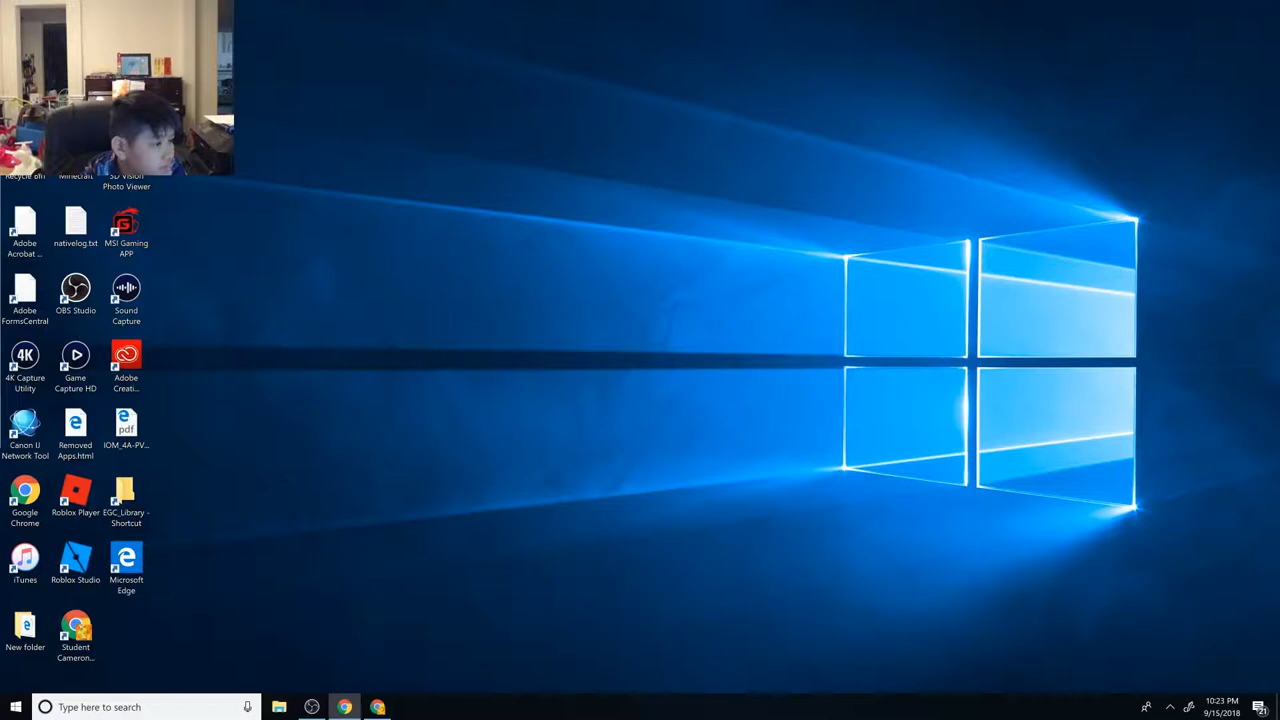 Recycle Bin
Minecraft
3D Vision
Photo Viewer
Adobe
Acrobat ...
nativelog.txt
MSI Gaming
APP
Adobe
FormsCentral
OBS Studio
Sound
Capture
4K
4K Capture
Utility
Game
Capture HD
Adobe
Creati...
Canon IJ
Network Tool
Removed
Apps.html
pdf
IOM_4A-PV...
Google
Chrome
Roblox Player
EGC_Library -
Shortcut
iTunes
Roblox Studio
Microsoft
Edge
New folder
Student
Cameron...
Type here to search
10:23 PM
9/15/2018
21